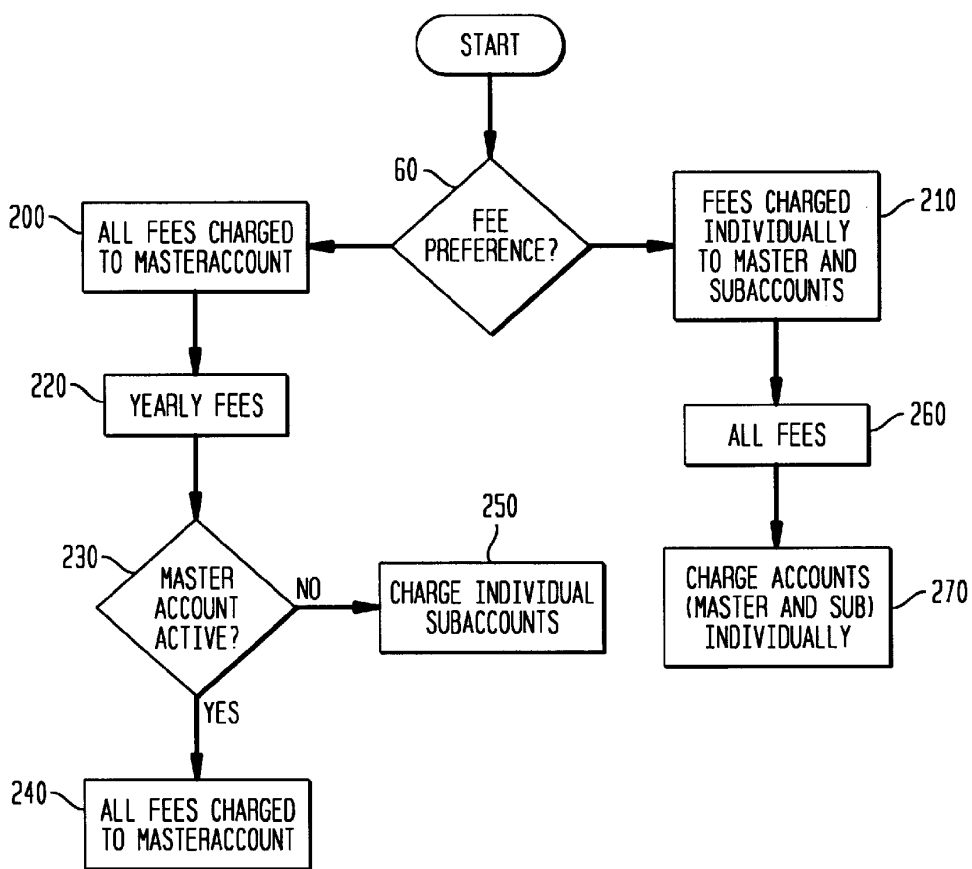 START
60
FEE
PREFERENCE?
200
ALL FEES CHARGED
TO MASTERACCOUNT
210
FEES CHARGED
INDIVIDUALLY
TO MASTER AND
SUBACCOUNTS
220
YEARLY FEES
260
ALL FEES
230
MASTER
ACCOUNT
ACTIVE?
NO
YES
250
CHARGE INDIVIDUAL
SUBACCOUNTS
270
CHARGE ACCOUNTS
(MASTER AND SUB)
INDIVIDUALLY
240
ALL FEES CHARGED
TO MASTERACCOUNT